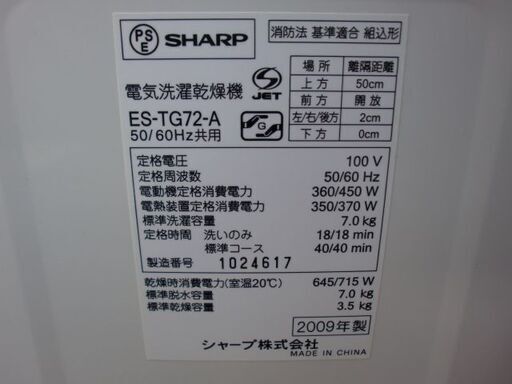 PS
E
SHARP
消防法 基準適合 組込形
電気洗濯乾燥機
JET
ES-TG72-A
50/60Hz共用
G
場所 離隔距離
上方 50cm
前方 開放
左/右/後方 2cm
下方 0cm
定格電圧 100 V
定格周波数 50/60 Hz
電動機定格消費電力 360/450 W
電熱装置定格消費電力 350/370 W
標準洗濯容量 7.0 kg
定格時間 洗いのみ 18/18 min
標準コース 40/40 min
製造番号 1024617
乾燥時消費電力(室温20℃) 645/715 W
標準脱水容量 7.0 kg
標準乾燥容量 3.5 kg
2009年製
シャープ株式会社
MADE IN CHINA